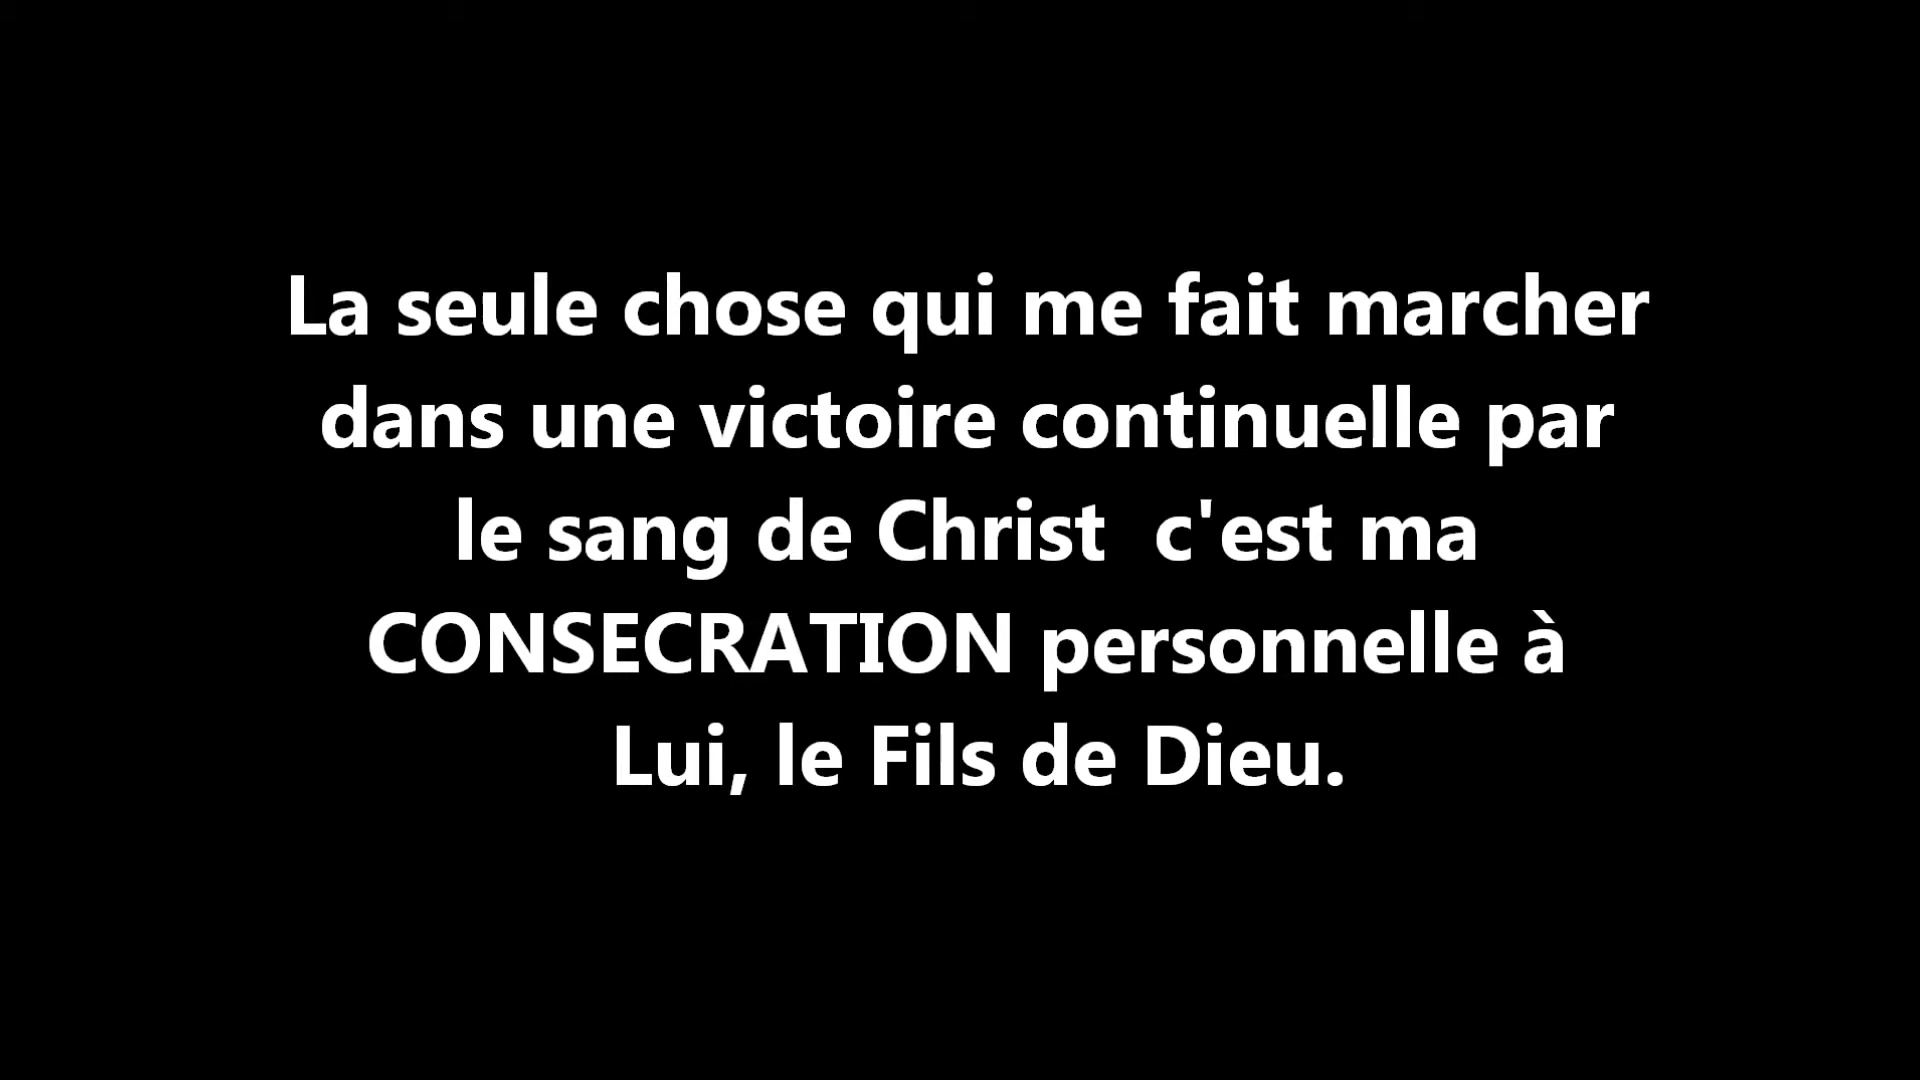 La seule chose qui me fait marcher
dans une victoire continuelle par
le sang de Christ  c'est ma
CONSECRATION personnelle à
Lui, le Fils de Dieu.